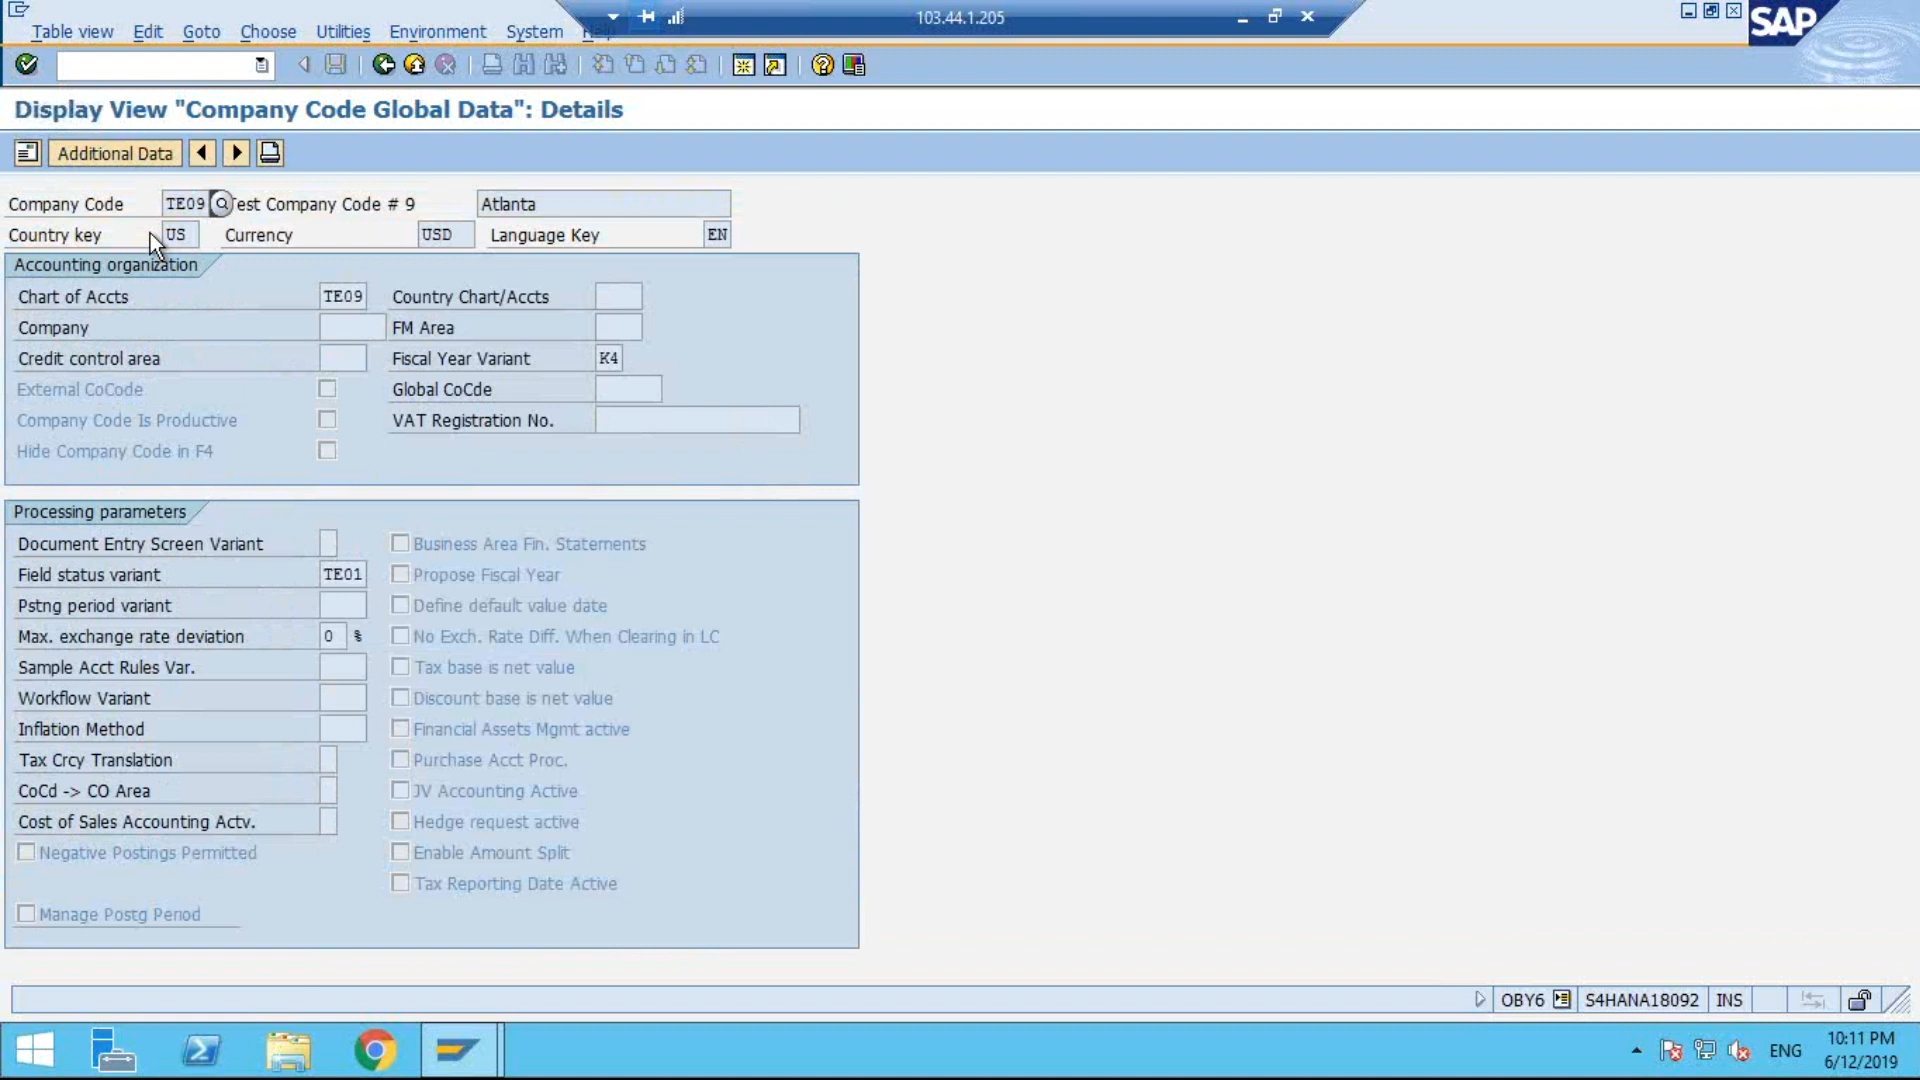 103.44.1.205
Table view Edit Goto Choose Utilities Environment System
SAP
Display View "Company Code Global Data": Details
Additional Data
Company Code TE09 Test Company Code # 9 Atlanta
Country key US Currency USD Language Key EN
Accounting organization
Chart of Accts TE09 Country Chart/Accts
Company FM Area
Credit control area Fiscal Year Variant K4
External CoCode Global CoCde
Company Code Is Productive VAT Registration No.
Hide Company Code in F4
Processing parameters
Document Entry Screen Variant Business Area Fin. Statements
Field status variant TE01 Propose Fiscal Year
Pstng period variant Define default value date
Max. exchange rate deviation 0 % No Exch. Rate Diff. When Clearing in LC
Sample Acct Rules Var. Tax base is net value
Workflow Variant Discount base is net value
Inflation Method Financial Assets Mgmt active
Tax Crcy Translation Purchase Acct Proc.
CoCd -> CO Area JV Accounting Active
Cost of Sales Accounting Actv. Hedge request active
Negative Postings Permitted Enable Amount Split
Tax Reporting Date Active
Manage Postg Period
OBY6 S4HANA18092 INS
ENG 10:11 PM
6/12/2019